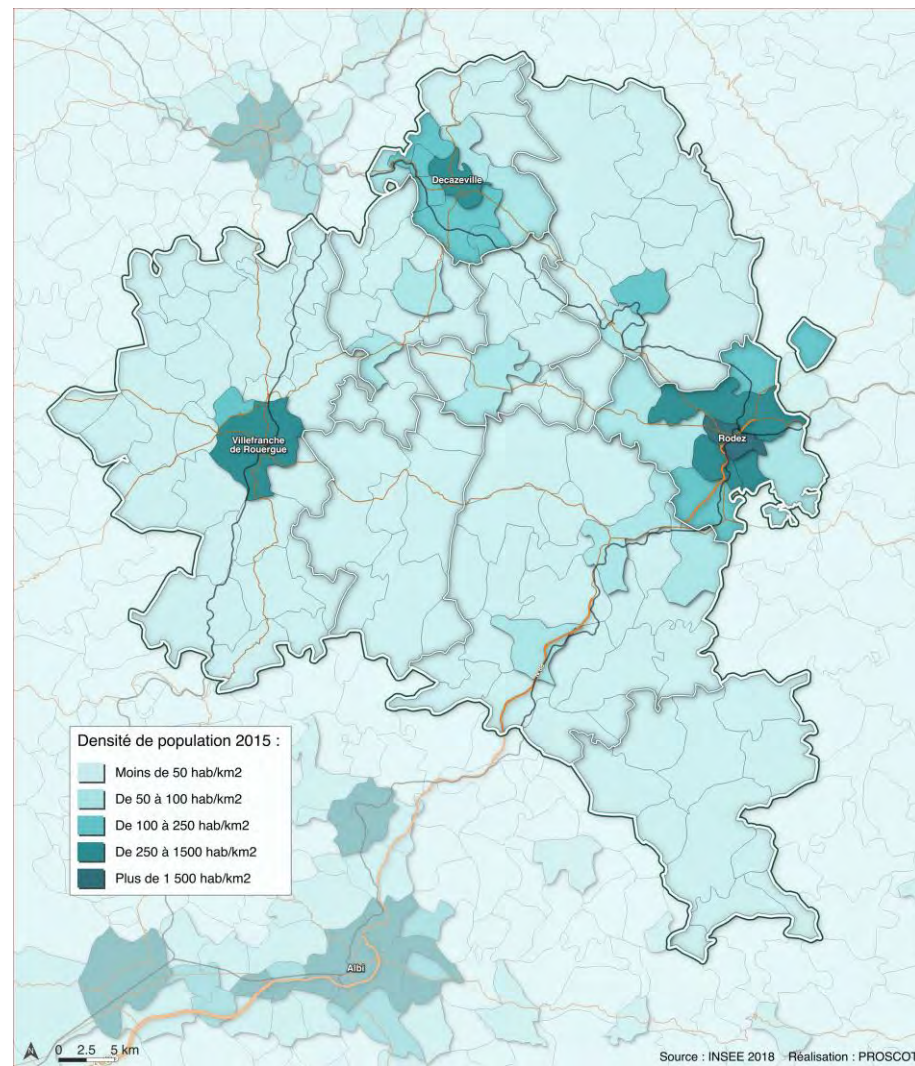 Decazeville
Villefranche
de Rouergue
Rodez
Densité de population 2015 :
Moins de 50 hab/km2
De 50 à 100 hab/km2
De 100 à 250 hab/km2
De 250 à 1500 hab/km2
Plus de 1 500 hab/km2
Albi
N
0 2.5 5 km
Source : INSEE 2018 Réalisation : PROSCOT